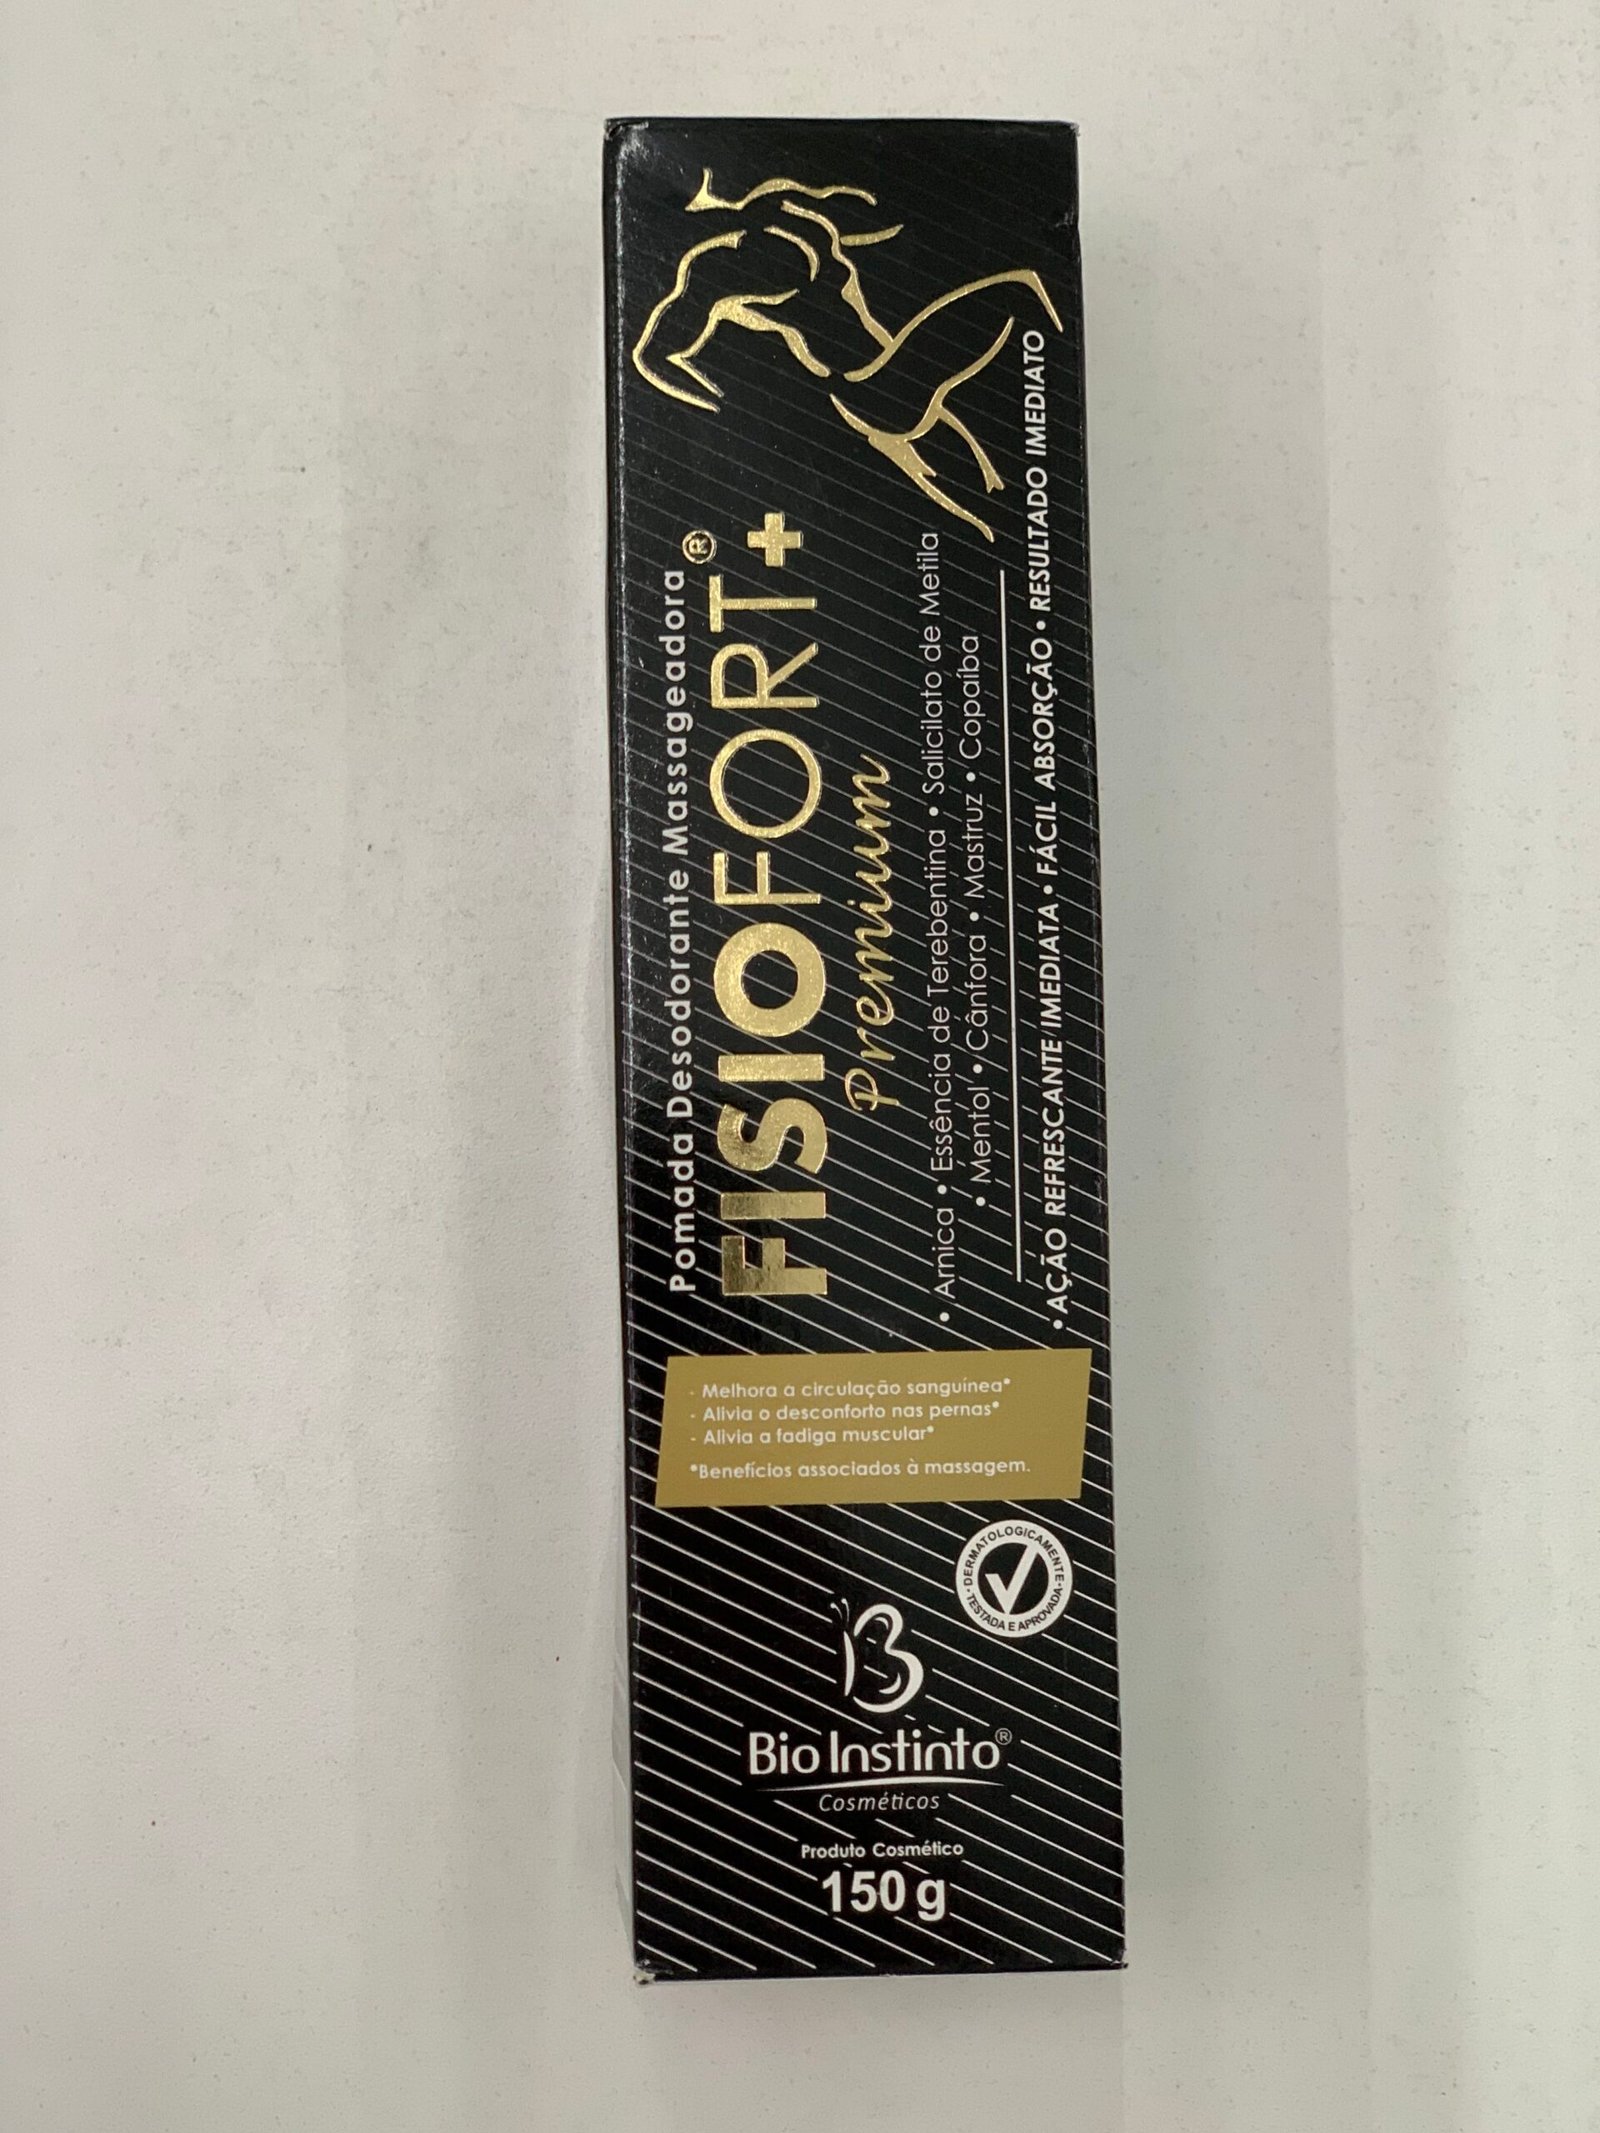 Pomada Desodorante Massageadora®
FISIOFORT+
Premium
• Arnica • Essência de Terebentina • Salicilato de Metila
• Mentol • Cânfora • Mastruz • Copaíba
• AÇÃO REFRESCANTE IMEDIATA • FÁCIL ABSORÇÃO • RESULTADO IMEDIATO
- Melhora a circulação sanguínea*
- Alivia o desconforto nas pernas*
- Alivia a fadiga muscular*
*Benefícios associados à massagem.
•DERMATOLOGICAMENTE•
TESTADA E APROVADA
B
Bio Instinto®
Cosméticos
Produto Cosmético
150 g